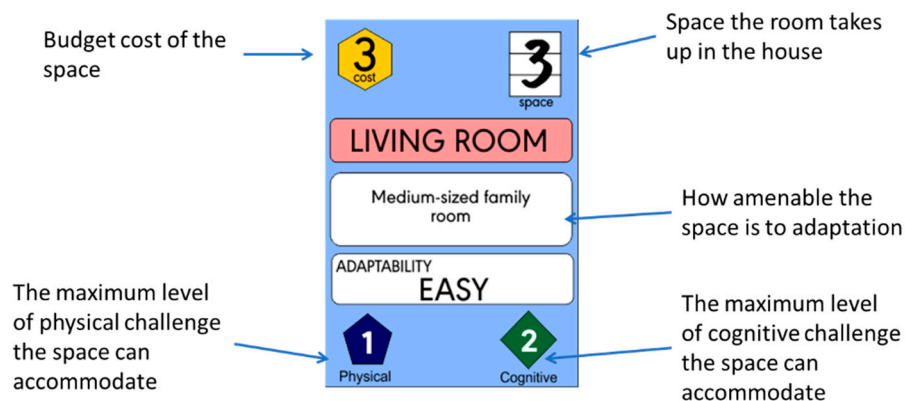 Budget cost of the
space
3
cost
3
space
Space the room takes
up in the house
LIVING ROOM
Medium-sized family
room
How amenable the
space is to adaptation
ADAPTABILITY
EASY
The maximum level
of physical challenge
the space can
accommodate
1
Physical
2
Cognitive
The maximum level
of cognitive challenge
the space can
accommodate